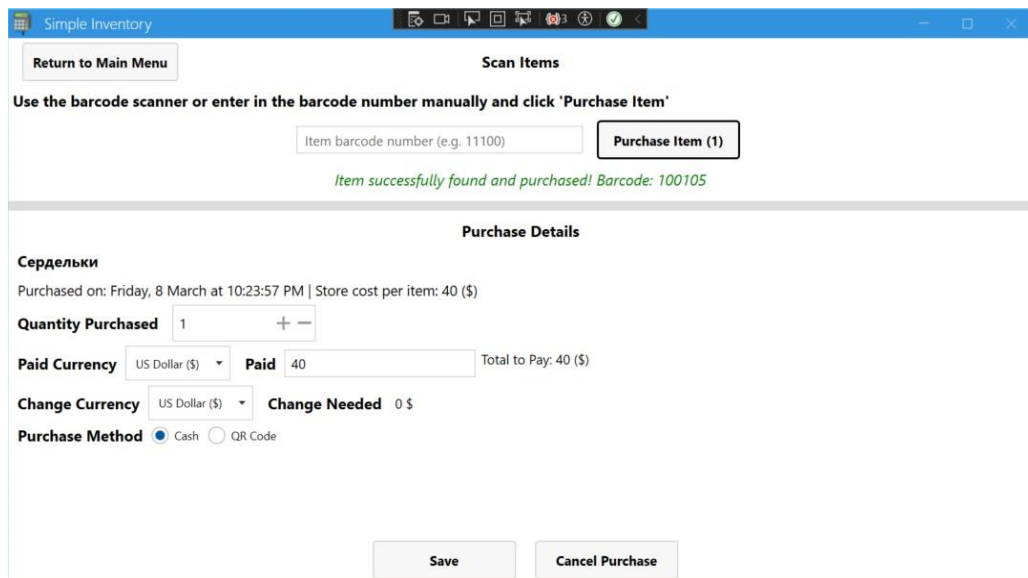 Simple Inventory
3
Return to Main Menu
Scan Items
Use the barcode scanner or enter in the barcode number manually and click 'Purchase Item'
Item barcode number (e.g. 11100)
Purchase Item (1)
Item successfully found and purchased! Barcode: 100105
Purchase Details
Сердельки
Purchased on: Friday, 8 March at 10:23:57 PM | Store cost per item: 40 ($)
Quantity Purchased 1
Paid Currency US Dollar ($) Paid 40 Total to Pay: 40 ($)
Change Currency US Dollar ($) Change Needed 0 $
Purchase Method Cash QR Code
Save Cancel Purchase